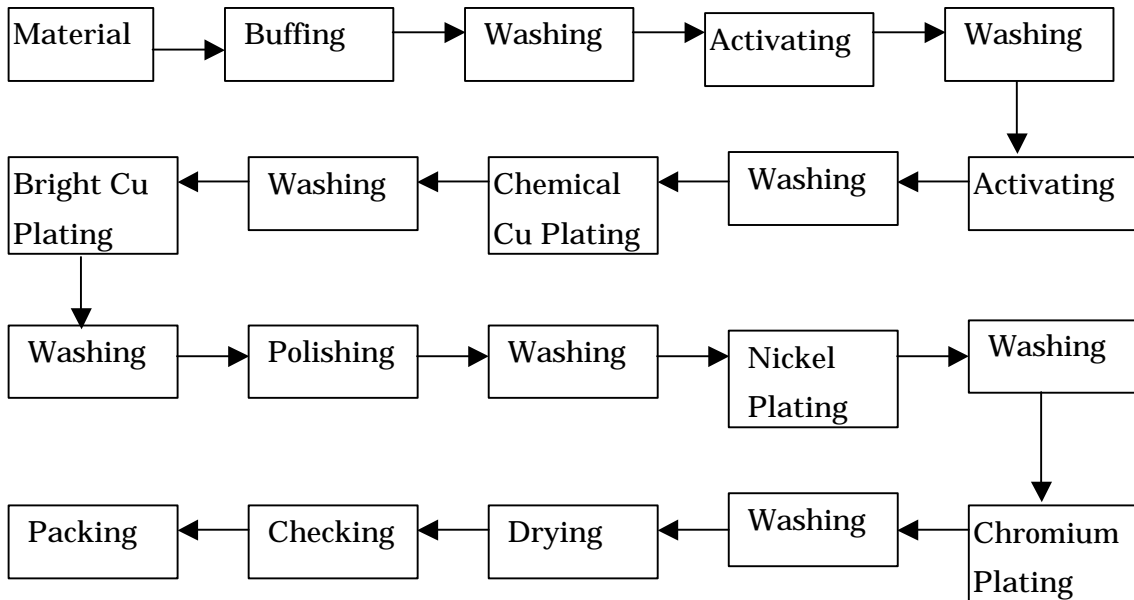 Material
Buffing
Washing
Activating
Washing
Activating
Washing
Chemical
Cu Plating
Washing
Bright Cu
Plating
Washing
Polishing
Washing
Nickel
Plating
Washing
Chromium
Plating
Washing
Drying
Checking
Packing